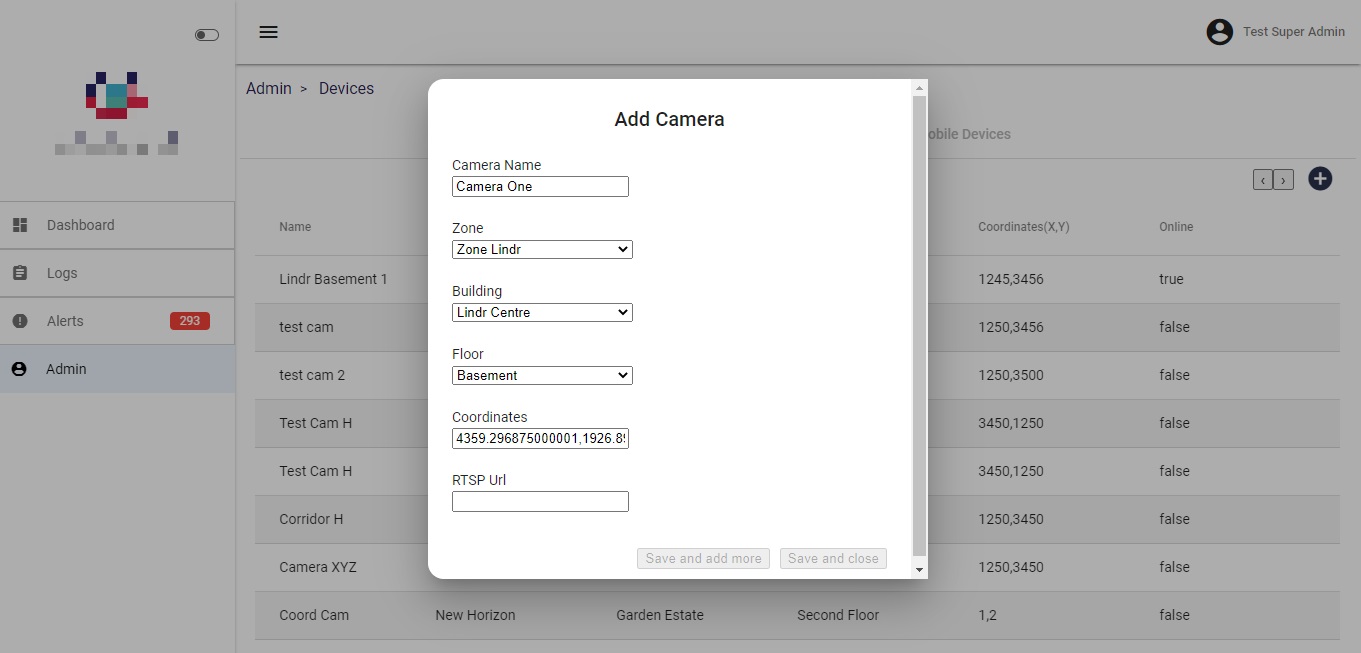 Test Super Admin
Admin > Devices
obile Devices
Dashboard
Logs
Alerts 293
Admin
Add Camera
Camera Name
Camera One
Zone
Zone Lindr
Building
Lindr Centre
Floor
Basement
Coordinates
4359.296875000001,1926.89
RTSP Url
Save and add more Save and close
‹ ›
Name Coordinates(X,Y) Online
Lindr Basement 1 1245,3456 true
test cam 1250,3456 false
test cam 2 1250,3500 false
Test Cam H 3450,1250 false
Test Cam H 3450,1250 false
Corridor H 1250,3450 false
Camera XYZ 1250,3450 false
Coord Cam New Horizon Garden Estate Second Floor 1,2 false